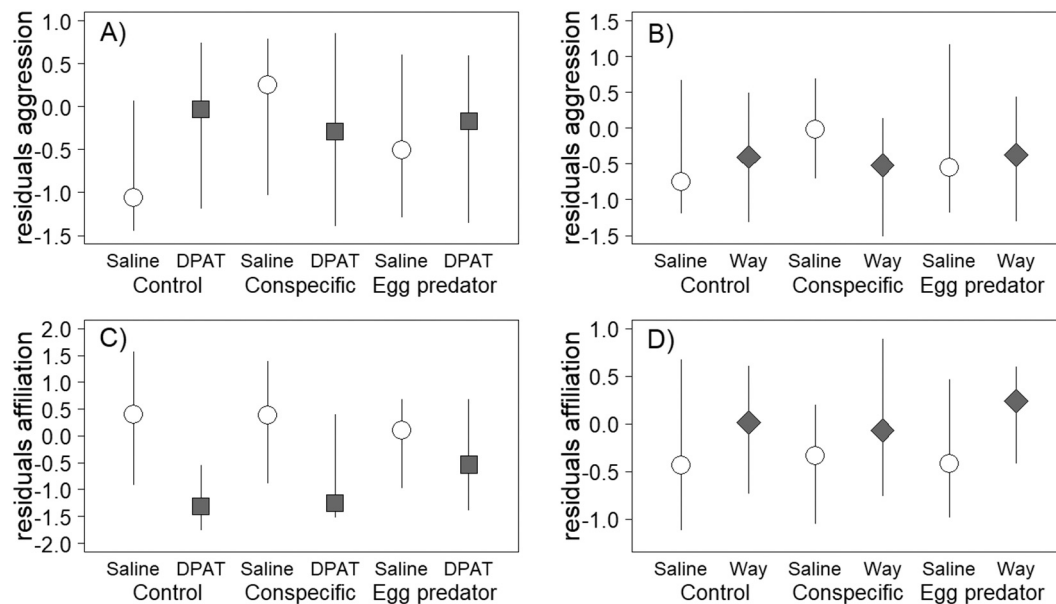 A)
residuals aggression
1.0
0.5
0.0
-0.5
-1.0
-1.5
Saline DPAT Saline DPAT Saline DPAT
Control Conspecific Egg predator
B)
residuals aggression
1.5
1.0
0.5
0.0
-0.5
-1.0
-1.5
Saline Way Saline Way Saline Way
Control Conspecific Egg predator
C)
residuals affiliation
2.0
1.5
1.0
0.5
0.0
-0.5
-1.0
-1.5
-2.0
Saline DPAT Saline DPAT Saline DPAT
Control Conspecific Egg predator
D)
residuals affiliation
1.0
0.5
0.0
-0.5
-1.0
Saline Way Saline Way Saline Way
Control Conspecific Egg predator